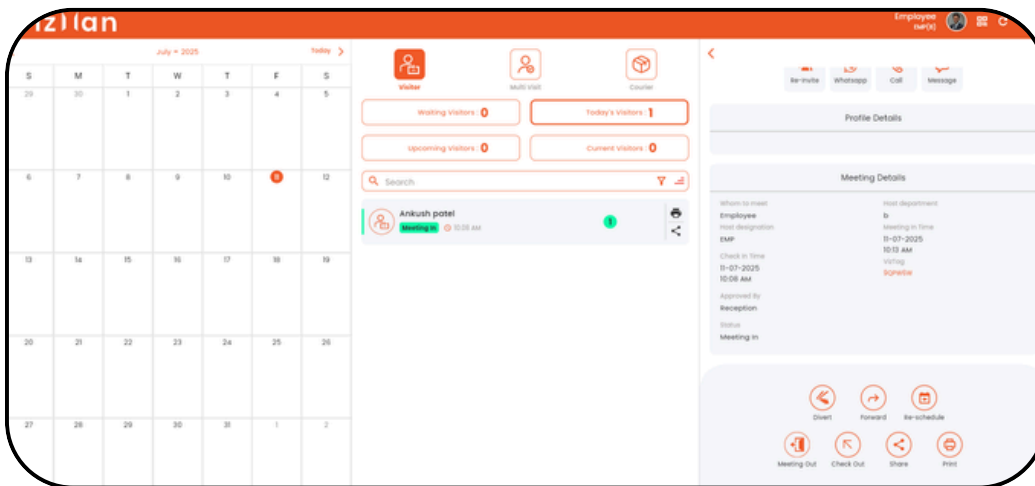 Employee
EMP(B)
July - 2025
Today
S M T W T F S
29 30 1 2 3 4 5
6 7 8 9 10 12
13 14 15 16 17 18 19
20 21 22 23 24 25 26
27 28 29 30 31 1 2
Visitor
Multi Visit
Courier
Waiting Visitors : 0
Today's Visitors : 1
Upcoming Visitors : 0
Current Visitors : 0
Search
Ankush patel
Meeting In 10:08 AM
1
Re-Invite
Whatsapp
Call
Message
Profile Details
Meeting Details
Whom to meet
Employee
Host designation
EMP
Check In Time
11-07-2025
10:08 AM
Approved By
Reception
Status
Meeting In
Host department
b
Meeting In Time
11-07-2025
10:13 AM
Divert
Forward
Re-schedule
Meeting Out
Check Out
Share
Print